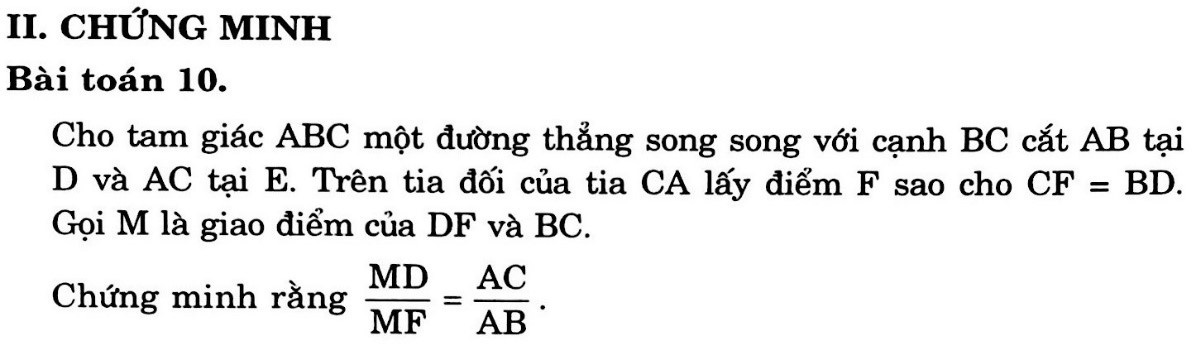 II. CHỨNG MINH
Bài toán 10.
Cho tam giác ABC một đường thẳng song song với cạnh BC cắt AB tại
D và AC tại E. Trên tia đối của tia CA lấy điểm F sao cho CF = BD.
Gọi M là giao điểm của DF và BC.
Chứng minh rằng MD/MF = AC/AB.